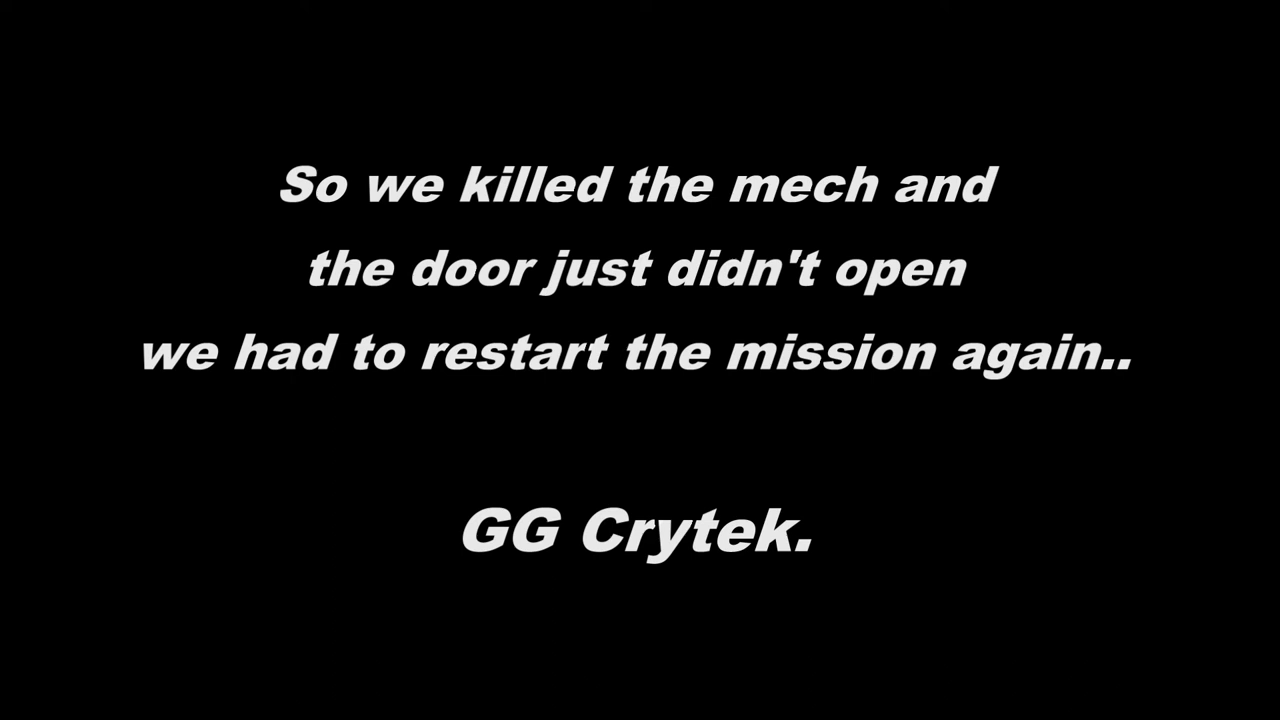 So we killed the mech and
the door just didn't open
we had to restart the mission again..
GG Crytek.